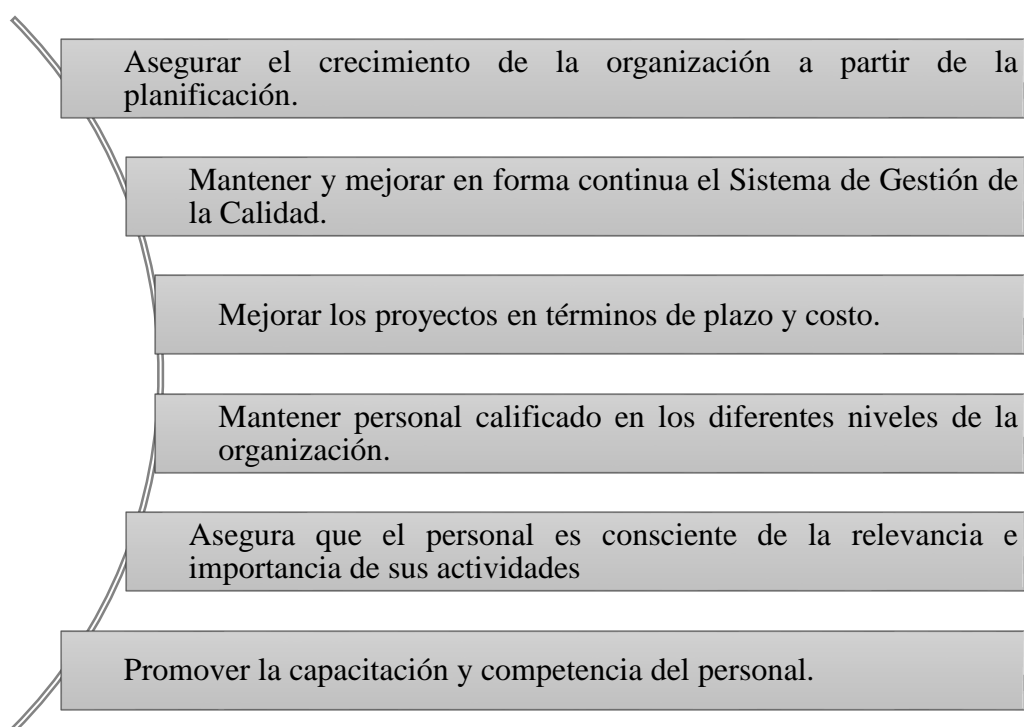 Asegurar el crecimiento de la organización a partir de la
planificación.
Mantener y mejorar en forma continua el Sistema de Gestión de
la Calidad.
Mejorar los proyectos en términos de plazo y costo.
Mantener personal calificado en los diferentes niveles de la
organización.
Asegura que el personal es consciente de la relevancia e
importancia de sus actividades
Promover la capacitación y competencia del personal.